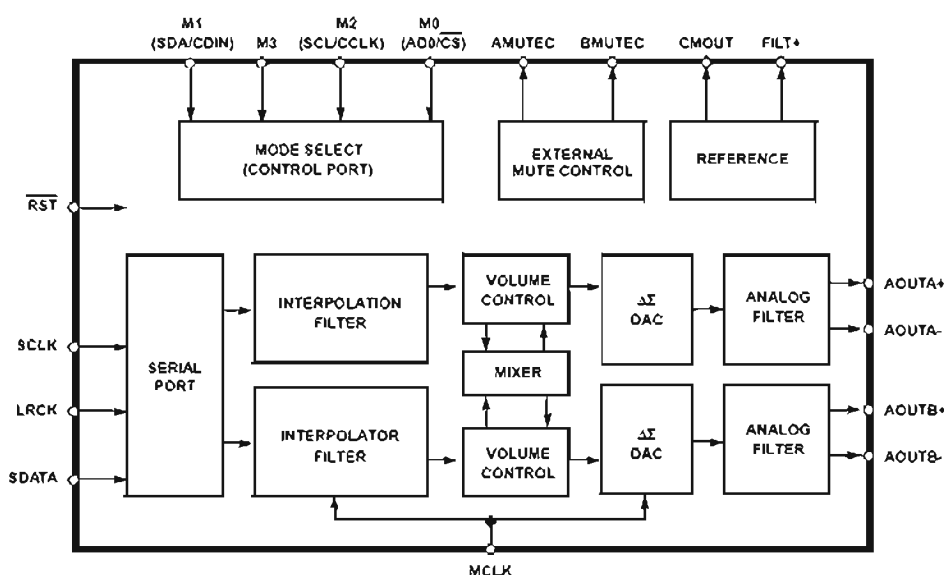 M1
(SDA/CDIN)
M3
M2
(SCL/CCLK)
M0
(AD0/CS)
AMUTEC
BMUTEC
CMOUT
FILT+
MODE SELECT
(CONTROL PORT)
EXTERNAL
MUTE CONTROL
REFERENCE
RST
SCLK
LRCK
SDATA
SERIAL
PORT
INTERPOLATION
FILTER
VOLUME
CONTROL
ΔΣ
DAC
ANALOG
FILTER
AOUTA+
AOUTA-
MIXER
INTERPOLATOR
FILTER
VOLUME
CONTROL
ΔΣ
DAC
ANALOG
FILTER
AOUTB+
AOUTB-
MCLK